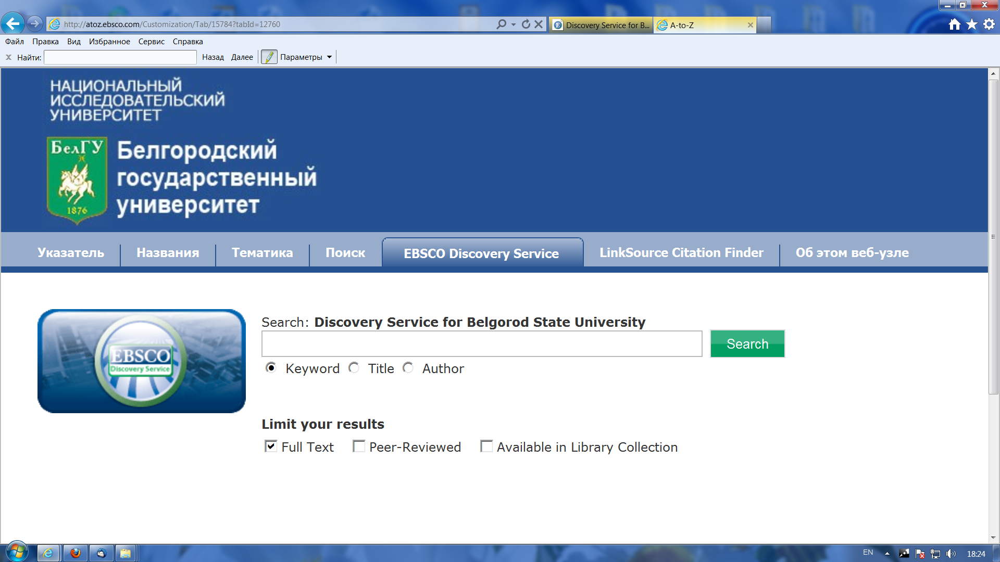 http://atoz.ebsco.com/Customization/Tab/15784?tabId=12760
Discovery Service for B...
A-to-Z
Файл Правка Вид Избранное Сервис Справка
x Найти: Назад Далее Параметры
НАЦИОНАЛЬНЫЙ
ИССЛЕДОВАТЕЛЬСКИЙ
УНИВЕРСИТЕТ
БелГУ
1876
Белгородский
государственный
университет
Указатель Названия Тематика Поиск EBSCO Discovery Service LinkSource Citation Finder Об этом веб-узле
EBSCO
Discovery Service
Search: Discovery Service for Belgorod State University
Search
Keyword Title Author
Limit your results
Full Text Peer-Reviewed Available in Library Collection
EN 18:24